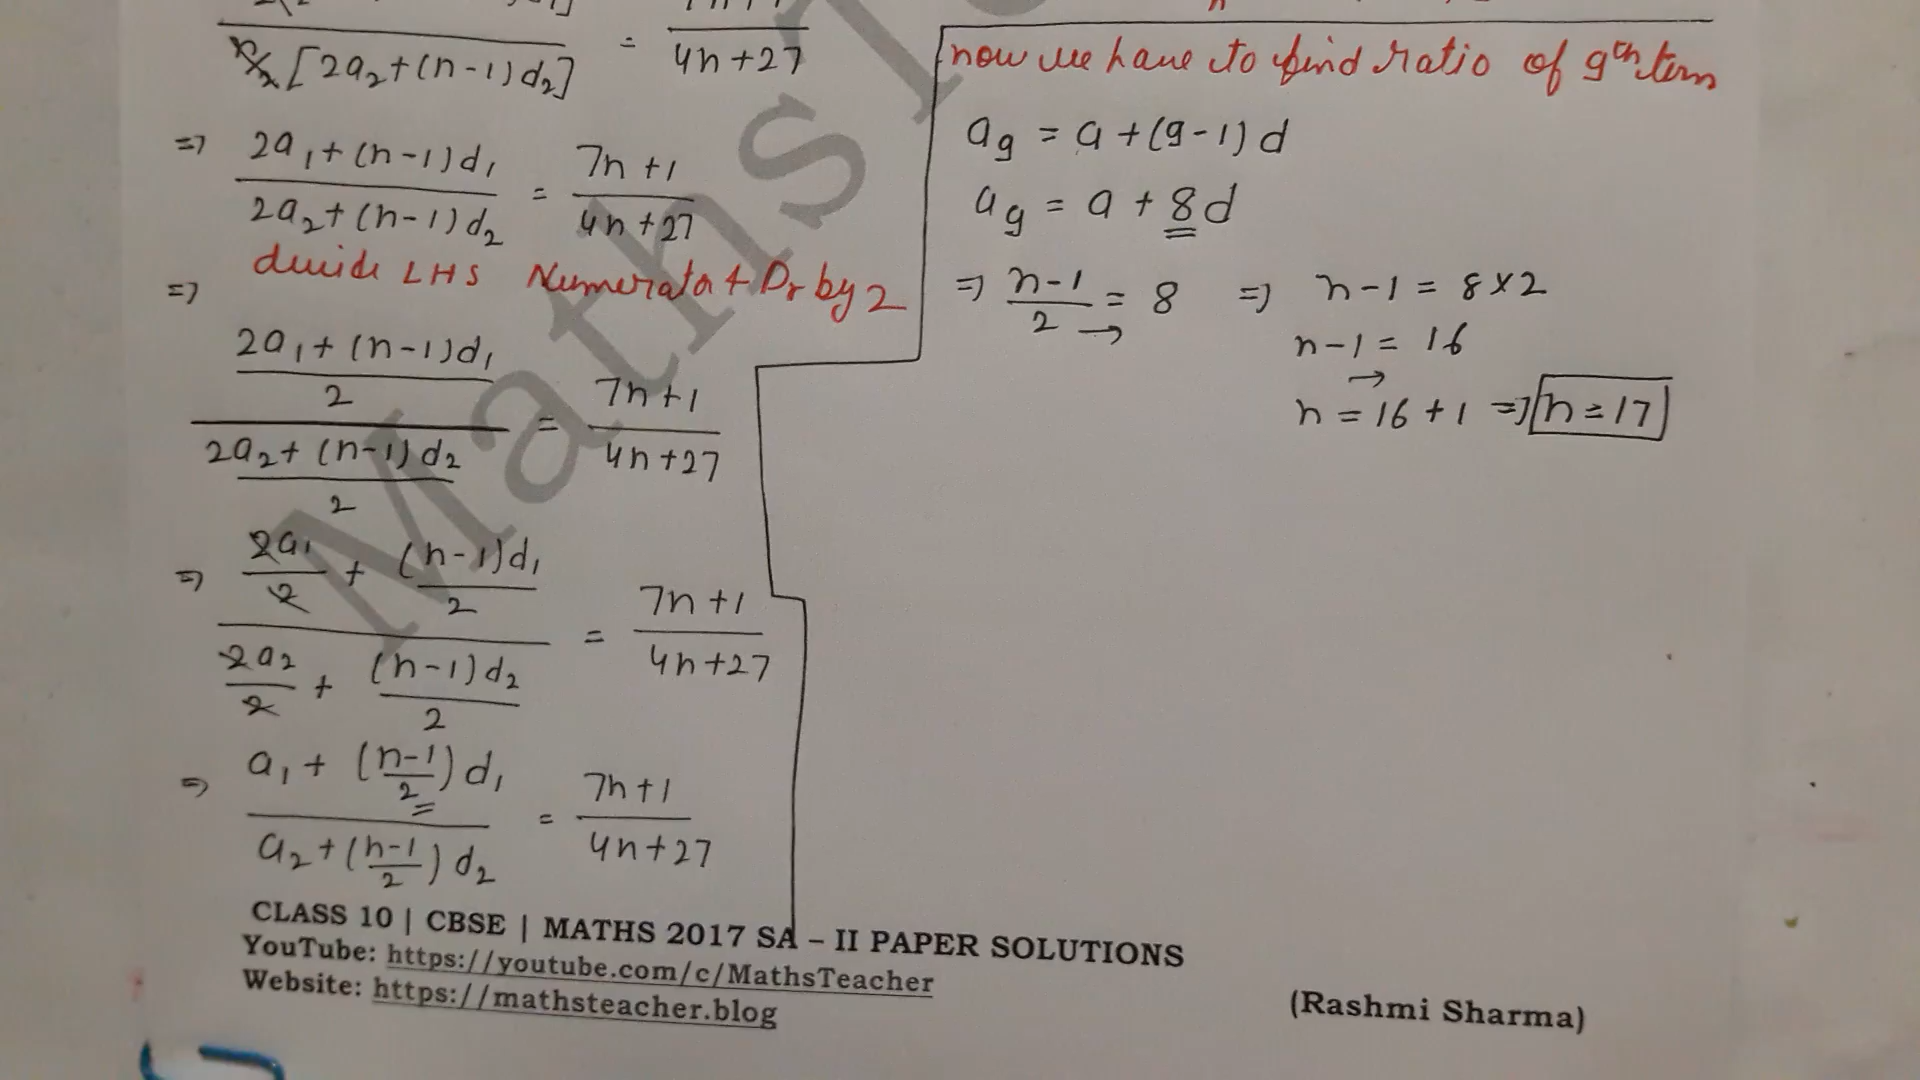 n/2 [2a₂+(n-1)d₂] = 4n+27
⇒ 2a₁+(n-1)d₁ / 2a₂+(n-1)d₂ = 7n+1 / 4n+27
⇒ divide LHS Numerator + Dr by 2
2a₁+(n-1)d₁ / 2 / 2a₂+(n-1)d₂ / 2 = 7n+1 / 4n+27
⇒ 2a₁/2 + (n-1)d₁/2 / 2a₂/2 + (n-1)d₂/2 = 7n+1 / 4n+27
⇒ a₁+(n-1/2)d₁ / a₂+(n-1/2)d₂ = 7n+1 / 4n+27
now we have to find ratio of 9th term
a₉ = a+(9-1)d
a₉ = a+8d
⇒ n-1/2 = 8 ⇒ n-1 = 8×2
n-1 = 16
n = 16+1 ⇒ n=17
Maths
CLASS 10 | CBSE | MATHS 2017 SA – II PAPER SOLUTIONS
YouTube: https://youtube.com/c/MathsTeacher
Website: https://mathsteacher.blog
(Rashmi Sharma)